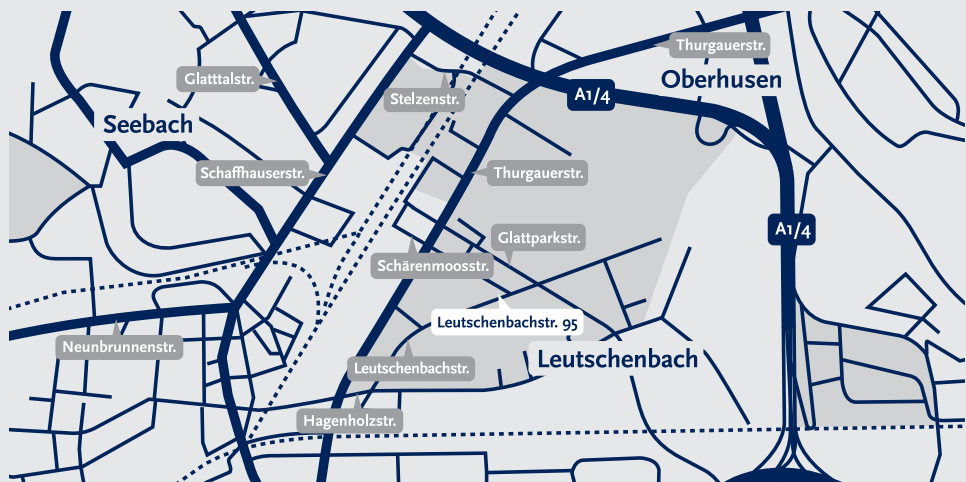 Thurgauerstr.
Glatttalstr.
Oberhusen
Stelzenstr.
A1/4
Seebach
Schaffhauserstr.
Thurgauerstr.
A1/4
Glattparkstr.
Schärenmoosstr.
Leutschenbachstr. 95
Neunbrunnenstr.
Leutschenbach
Leutschenbachstr.
Hagenholzstr.